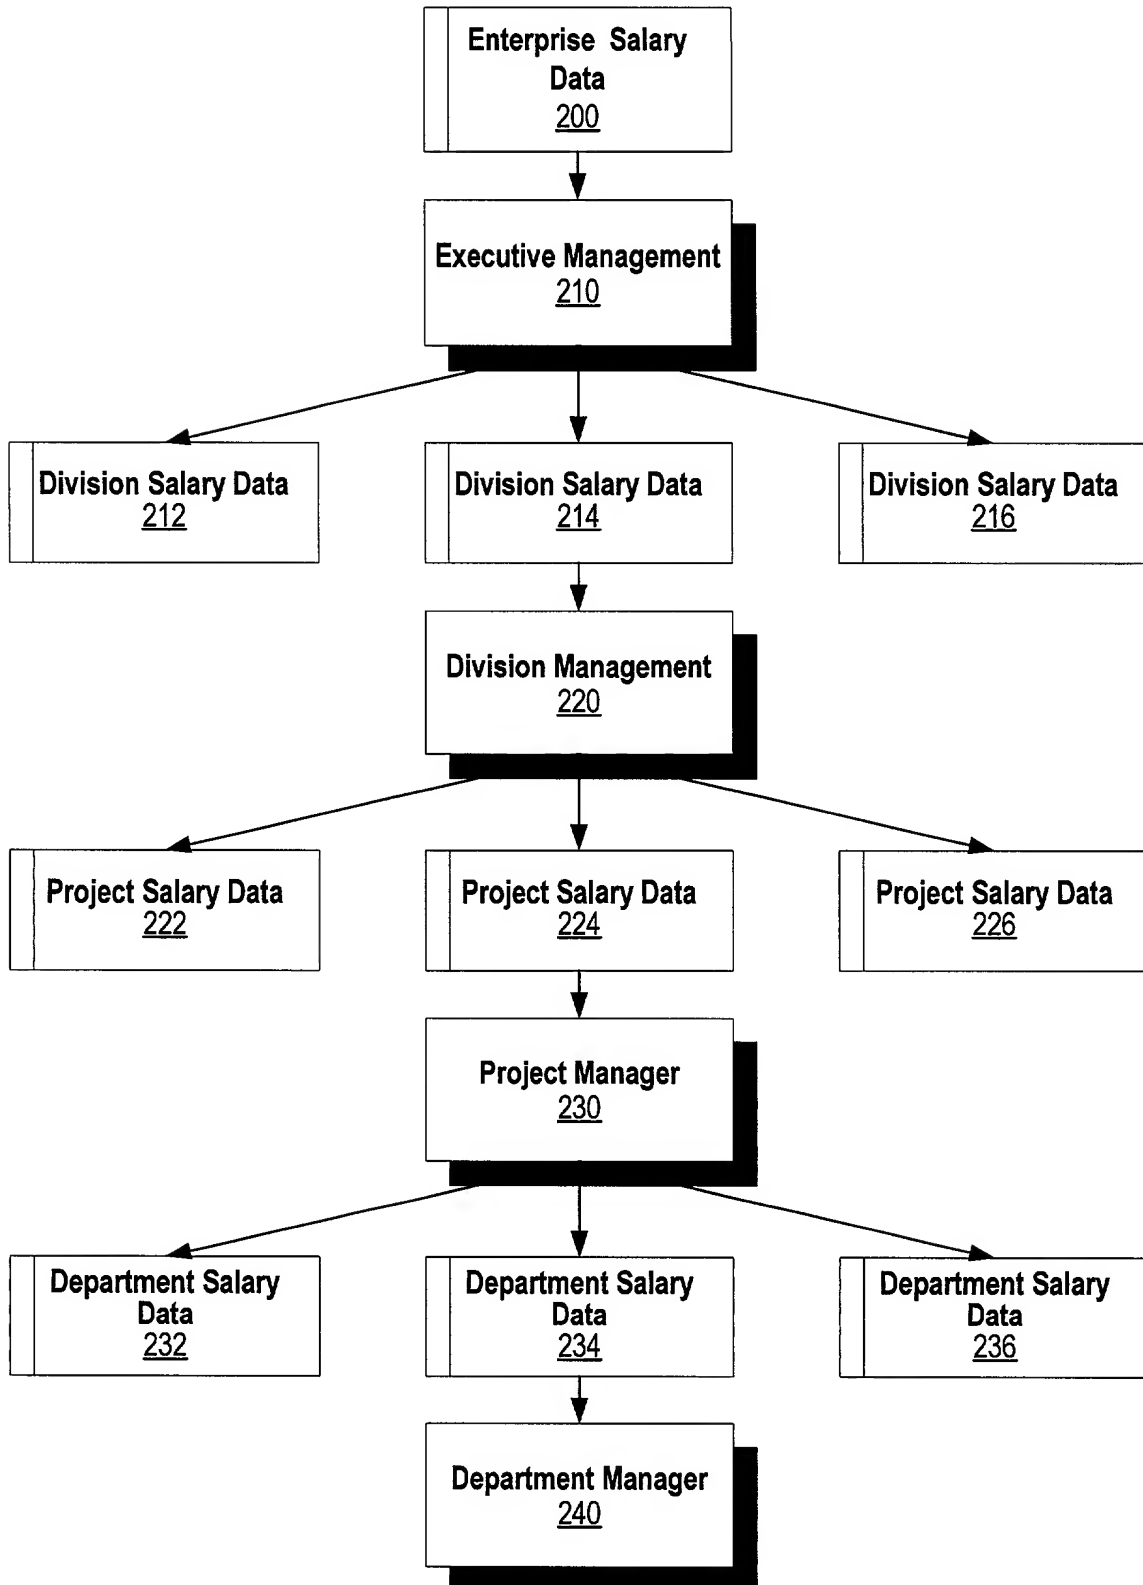 Enterprise Salary
Data
200
Executive Management
210
Division Salary Data
212
Division Salary Data
214
Division Salary Data
216
Division Management
220
Project Salary Data
222
Project Salary Data
224
Project Salary Data
226
Project Manager
230
Department Salary
Data
232
Department Salary
Data
234
Department Salary
Data
236
Department Manager
240